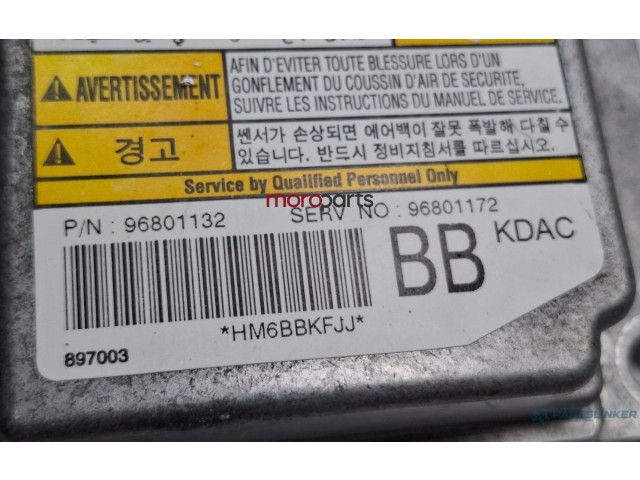 AVERTISSEMENT
AFIN D'EVITER TOUTE BLESSURE LORS D'UN
GONFLEMENT DU COUSSIN D'AIR DE SECURITE,
SUIVRE LES INSTRUCTIONS DU MANUEL DE SERVICE.
경고
쎈서가 손상되면 에어백이 잘못 폭발해 다칠 수
있습니다. 반드시 정비지침서를 따르십시오.
Service by Qualified Personnel Only
moroparts
P/N : 96801132
SERV NO : 96801172
BB
KDAC
*HM6BBKFJJ*
897003